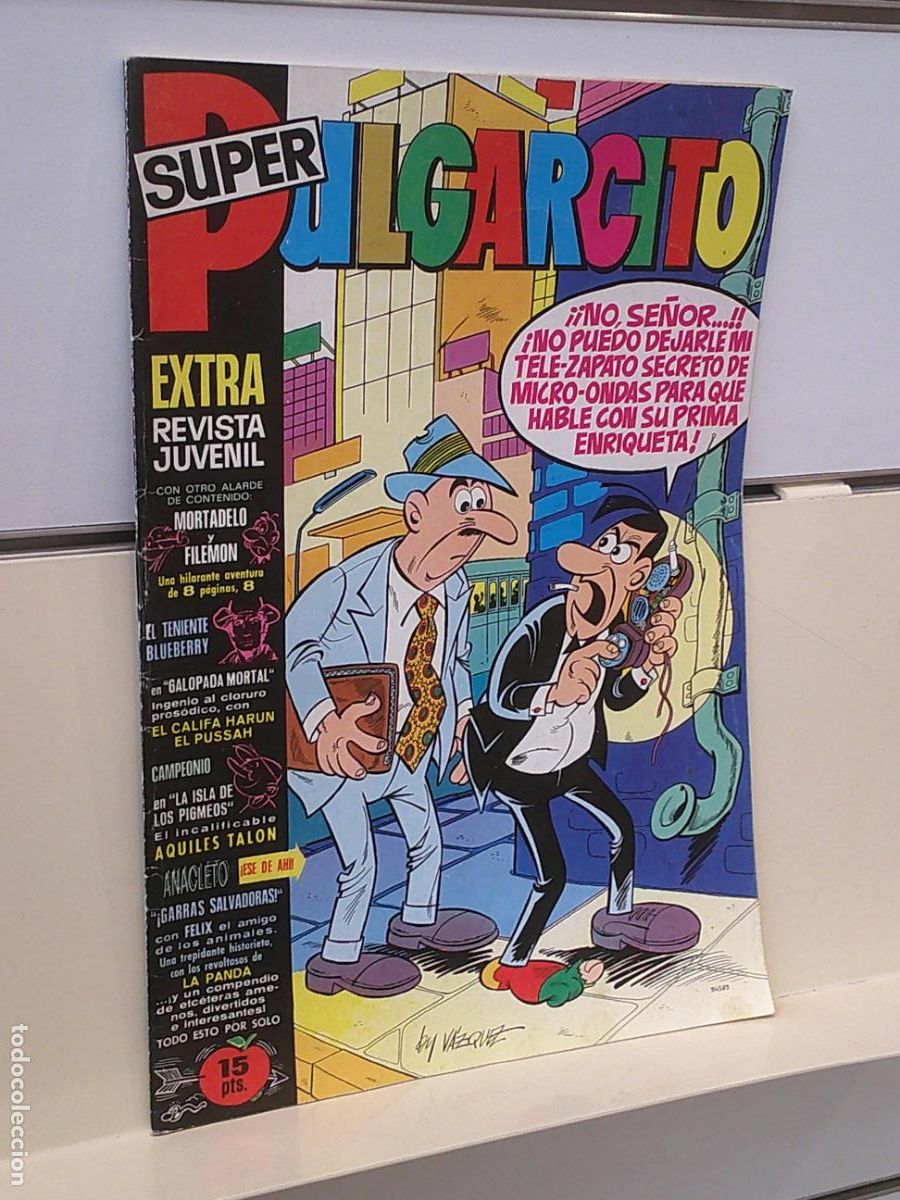 SUPER
PULGARCITO
EXTRA
REVISTA
JUVENIL
CON OTRO ALARDE
DE CONTENIDO:
MORTADELO
y
FILEMON
Una hilarante aventura
de 8 páginas, 8
EL TENIENTE
BLUEBERRY
en "GALOPADA MORTAL"
Ingenio al cloruro
prosódico, con
EL CALIFA HARUN
EL PUSSAH
CAMPEONIO
en "LA ISLA DE
LOS PIGMEOS"
El incalificable
AQUILES TALON
ANACLETO ¡ESE DE AHI!
"¡GARRAS SALVADORAS!"
con FELIX el amigo
de los animales.
Una trepidante historieta,
con los revoltosos de
LA PANDA
...¡y un compendio
de elcéteras ame-
nos, divertidos
e interesantes!
TODO ESTO POR SOLO
15
pts.
¡¡NO, SEÑOR...!!
¡NO PUEDO DEJARLE MI
TELE-ZAPATO SECRETO DE
MICRO-ONDAS PARA QUE
HABLE CON SU PRIMA
ENRIQUETA!
by VÁZQUEZ
todocoleccion